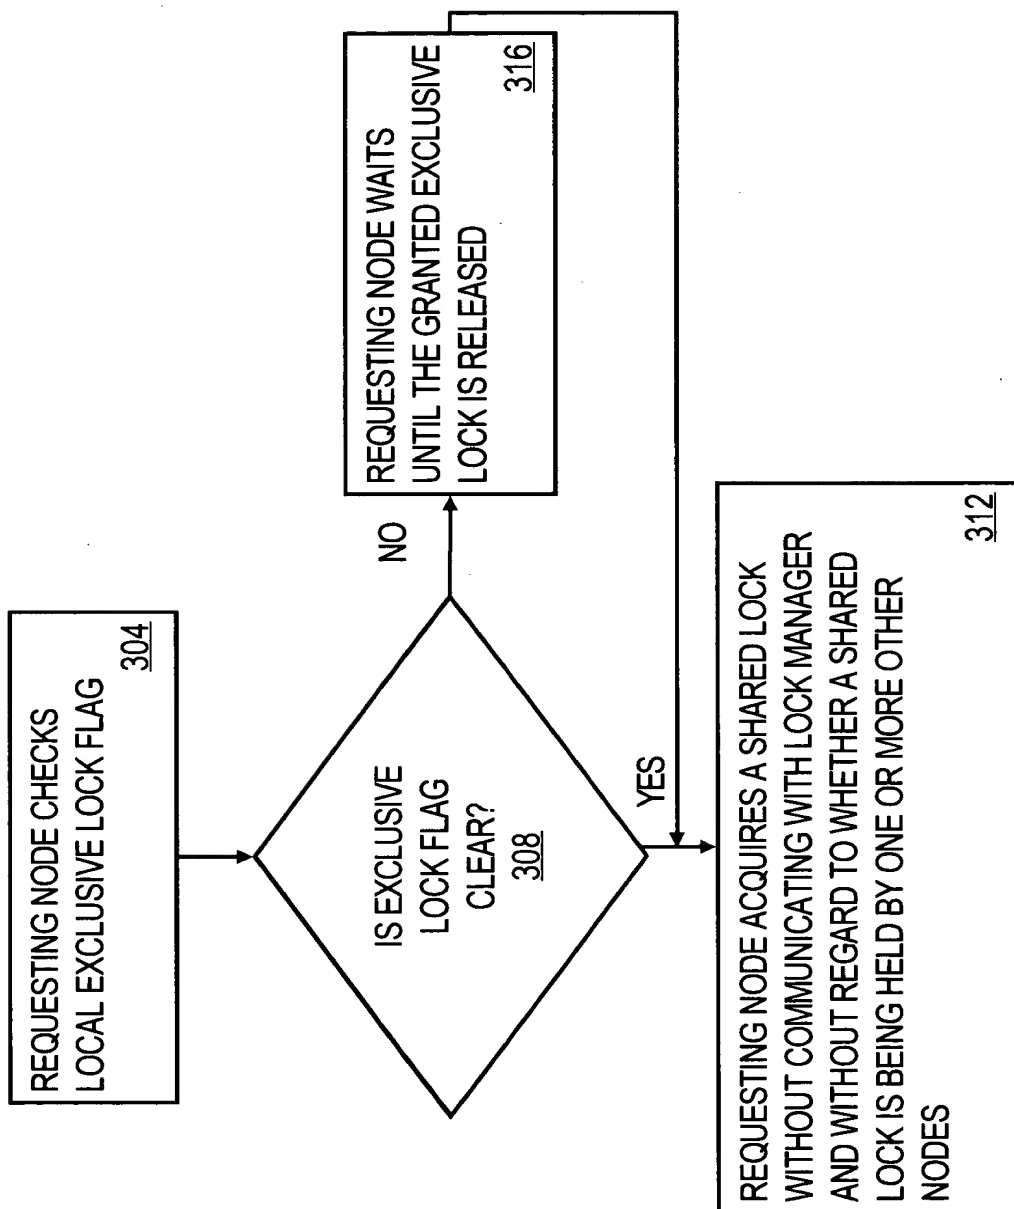 REQUESTING NODE CHECKS
LOCAL EXCLUSIVE LOCK FLAG
304
IS EXCLUSIVE
LOCK FLAG
CLEAR?
308
NO
REQUESTING NODE WAITS
UNTIL THE GRANTED EXCLUSIVE
LOCK IS RELEASED
316
YES
REQUESTING NODE ACQUIRES A SHARED LOCK
WITHOUT COMMUNICATING WITH LOCK MANAGER
AND WITHOUT REGARD TO WHETHER A SHARED
LOCK IS BEING HELD BY ONE OR MORE OTHER
NODES
312